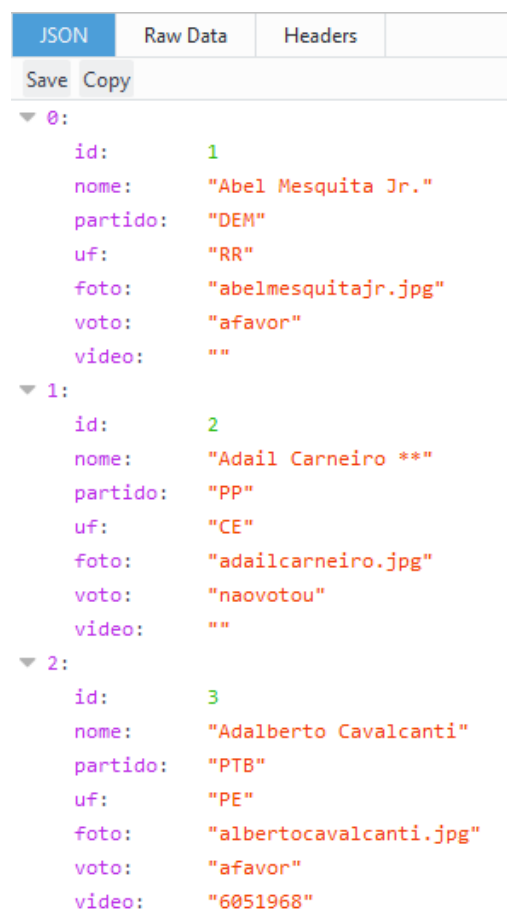 JSON Raw Data Headers
Save Copy
0:
id: 1
nome: "Abel Mesquita Jr."
partido: "DEM"
uf: "RR"
foto: "abelmesquitajr.jpg"
voto: "afavor"
video: ""
1:
id: 2
nome: "Adail Carneiro **"
partido: "PP"
uf: "CE"
foto: "adailcarneiro.jpg"
voto: "naovotou"
video: ""
2:
id: 3
nome: "Adalberto Cavalcanti"
partido: "PTB"
uf: "PE"
foto: "albertocavalcanti.jpg"
voto: "afavor"
video: "6051968"